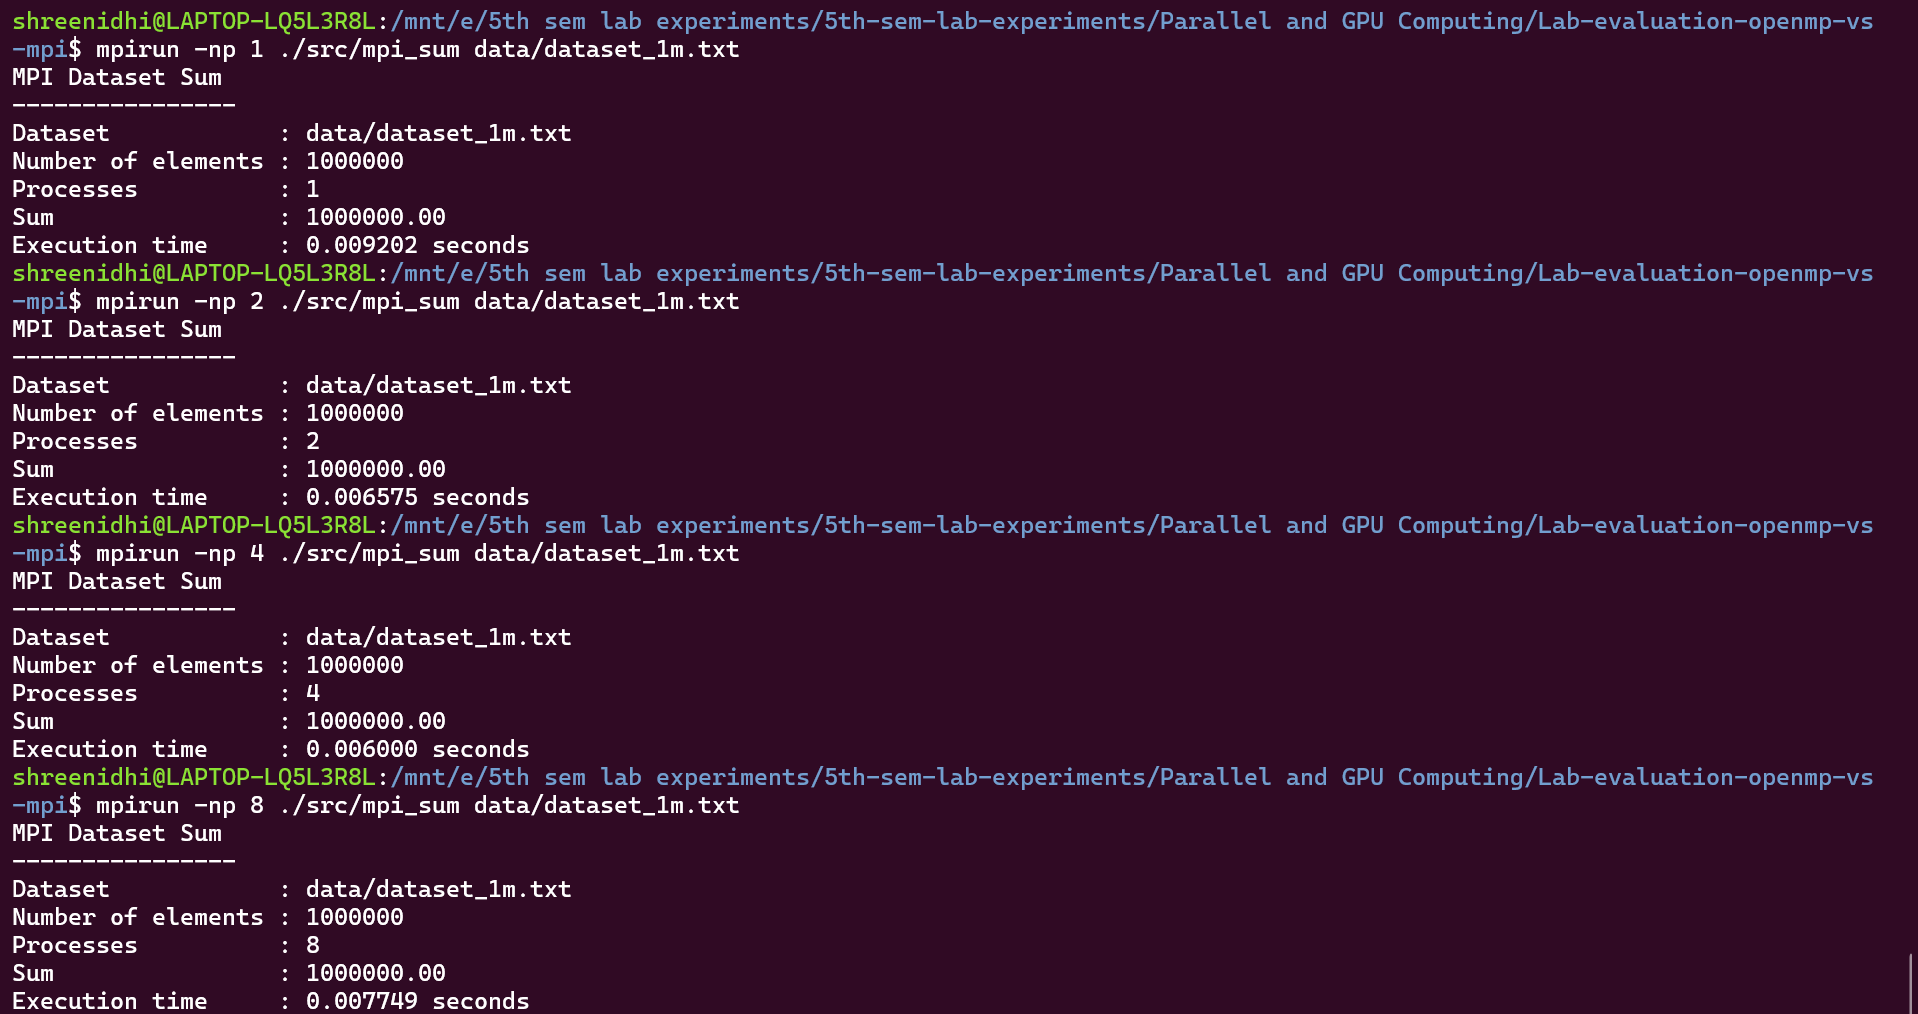 shreenidhi@LAPTOP-LQ5L3R8L:/mnt/e/5th sem lab experiments/5th-sem-lab-experiments/Parallel and GPU Computing/Lab-evaluation-openmp-vs
-mpi$ mpirun -np 1 ./src/mpi_sum data/dataset_1m.txt
MPI Dataset Sum
----------------
Dataset            : data/dataset_1m.txt
Number of elements : 1000000
Processes          : 1
Sum                : 1000000.00
Execution time     : 0.009202 seconds
shreenidhi@LAPTOP-LQ5L3R8L:/mnt/e/5th sem lab experiments/5th-sem-lab-experiments/Parallel and GPU Computing/Lab-evaluation-openmp-vs
-mpi$ mpirun -np 2 ./src/mpi_sum data/dataset_1m.txt
MPI Dataset Sum
----------------
Dataset            : data/dataset_1m.txt
Number of elements : 1000000
Processes          : 2
Sum                : 1000000.00
Execution time     : 0.006575 seconds
shreenidhi@LAPTOP-LQ5L3R8L:/mnt/e/5th sem lab experiments/5th-sem-lab-experiments/Parallel and GPU Computing/Lab-evaluation-openmp-vs
-mpi$ mpirun -np 4 ./src/mpi_sum data/dataset_1m.txt
MPI Dataset Sum
----------------
Dataset            : data/dataset_1m.txt
Number of elements : 1000000
Processes          : 4
Sum                : 1000000.00
Execution time     : 0.006000 seconds
shreenidhi@LAPTOP-LQ5L3R8L:/mnt/e/5th sem lab experiments/5th-sem-lab-experiments/Parallel and GPU Computing/Lab-evaluation-openmp-vs
-mpi$ mpirun -np 8 ./src/mpi_sum data/dataset_1m.txt
MPI Dataset Sum
----------------
Dataset            : data/dataset_1m.txt
Number of elements : 1000000
Processes          : 8
Sum                : 1000000.00
Execution time     : 0.007749 seconds